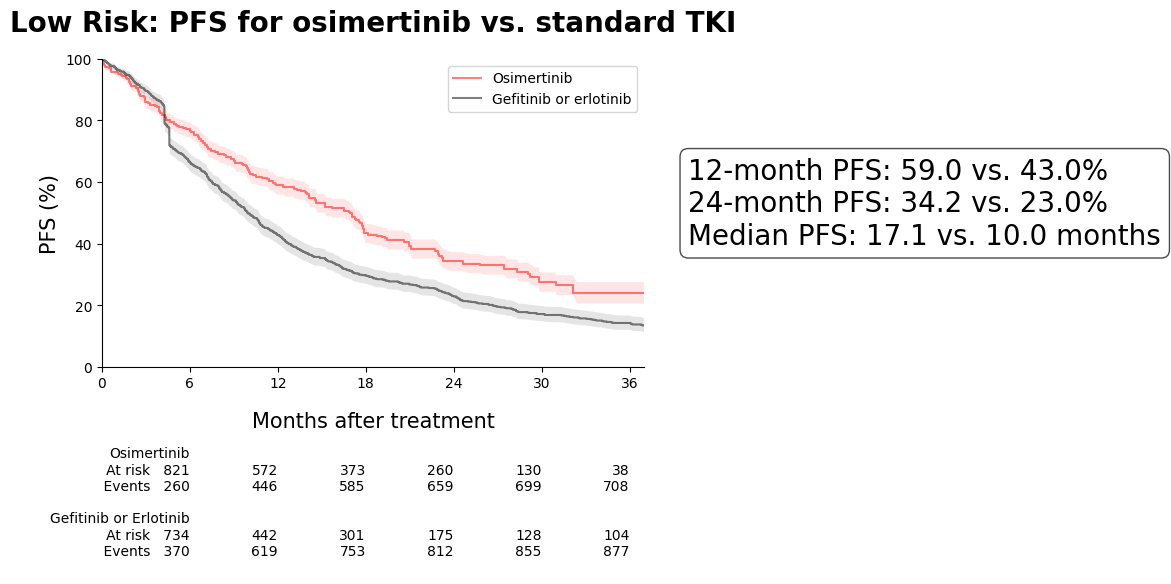 Low Risk: PFS for osimertinib vs. standard TKI
100
80
60
40
20
0
PFS (%)
Osimertinib
Gefitinib or erlotinib
0 6 12 18 24 30 36
Months after treatment
12-month PFS: 59.0 vs. 43.0%
24-month PFS: 34.2 vs. 23.0%
Median PFS: 17.1 vs. 10.0 months
Osimertinib
At risk 821 572 373 260 130 38
Events 260 446 585 659 699 708
Gefitinib or Erlotinib
At risk 734 442 301 175 128 104
Events 370 619 753 812 855 877